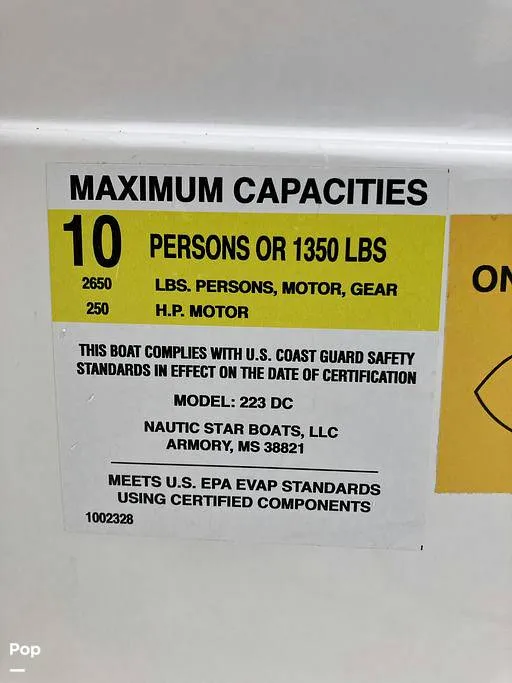 MAXIMUM CAPACITIES
10 PERSONS OR 1350 LBS
2650 LBS. PERSONS, MOTOR, GEAR
250 H.P. MOTOR
THIS BOAT COMPLIES WITH U.S. COAST GUARD SAFETY
STANDARDS IN EFFECT ON THE DATE OF CERTIFICATION
MODEL: 223 DC
NAUTIC STAR BOATS, LLC
ARMORY, MS 38821
MEETS U.S. EPA EVAP STANDARDS
USING CERTIFIED COMPONENTS
1002328
ON
Pop